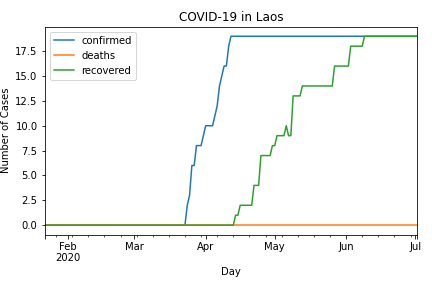 COVID-19 in Laos
confirmed
deaths
recovered
Number of Cases
17.5
15.0
12.5
10.0
7.5
5.0
2.5
0.0
Feb
2020
Mar
Apr
May
Jun
Jul
Day